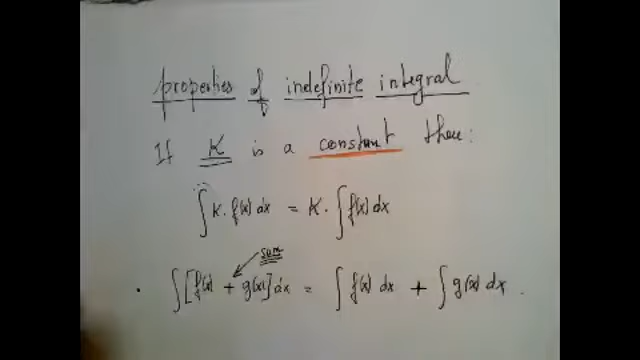 properties of indefinite integral
If K is a constant then:
∫ K. f(x) dx = K. ∫ f(x) dx
sum
. ∫ [f(x) + g(x)] dx = ∫ f(x) dx + ∫ g(x) dx .